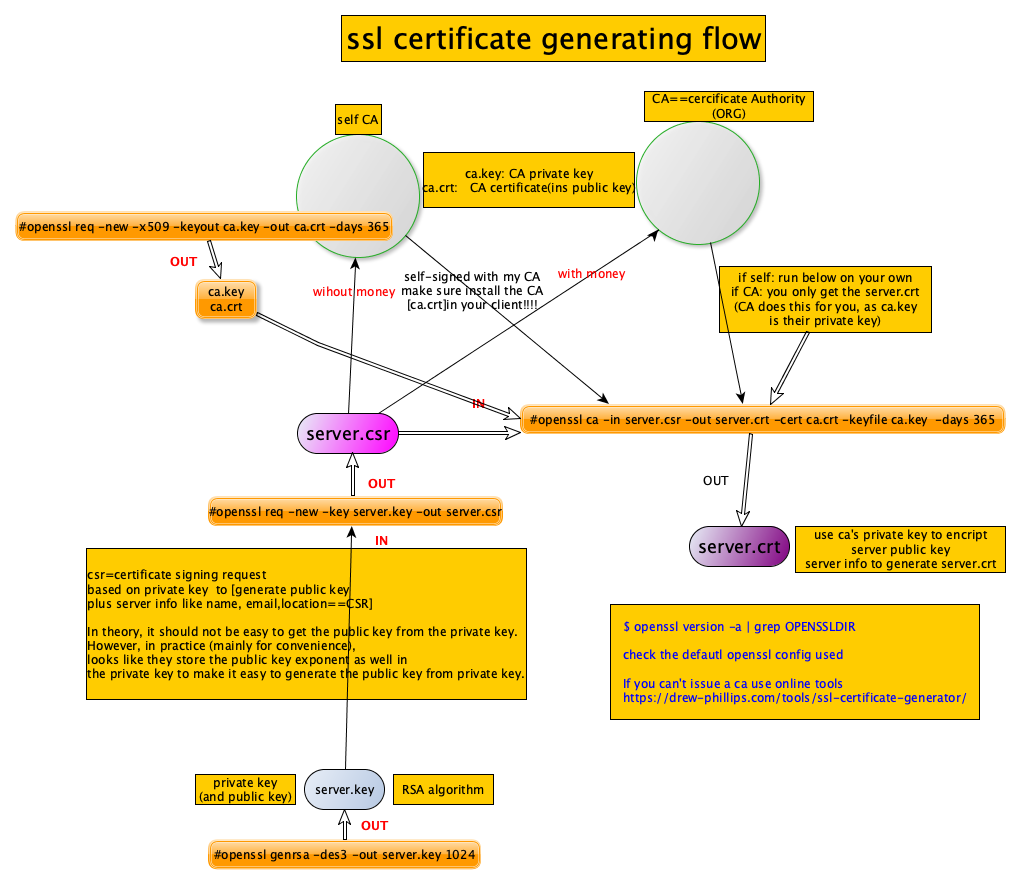 ssl certificate generating flow
self CA
CA==cercificate Authority
(ORG)
ca.key: CA private key
ca.crt:   CA certificate(ins public key)
#openssl req -new -x509 -keyout ca.key -out ca.crt -days 365
OUT
ca.key
ca.crt
wihout money
self-signed with my CA
make sure install the CA
[ca.crt]in your client!!!!
with money
if self: run below on your own
if CA: you only get the server.crt
(CA does this for you, as ca.key
is their private key)
IN
server.csr
#openssl ca -in server.csr -out server.crt -cert ca.crt -keyfile ca.key  -days 365
OUT
OUT
#openssl req -new -key server.key -out server.csr
IN
server.crt
use ca's private key to encript
server public key
server info to generate server.crt
csr=certificate signing request
based on private key  to [generate public key
plus server info like name, email,location==CSR]
In theory, it should not be easy to get the public key from the private key.
However, in practice (mainly for convenience),
looks like they store the public key exponent as well in
the private key to make it easy to generate the public key from private key.
$ openssl version -a | grep OPENSSLDIR
check the defautl openssl config used
If you can't issue a ca use online tools
https://drew-phillips.com/tools/ssl-certificate-generator/
private key
(and public key)
server.key
RSA algorithm
OUT
#openssl genrsa -des3 -out server.key 1024